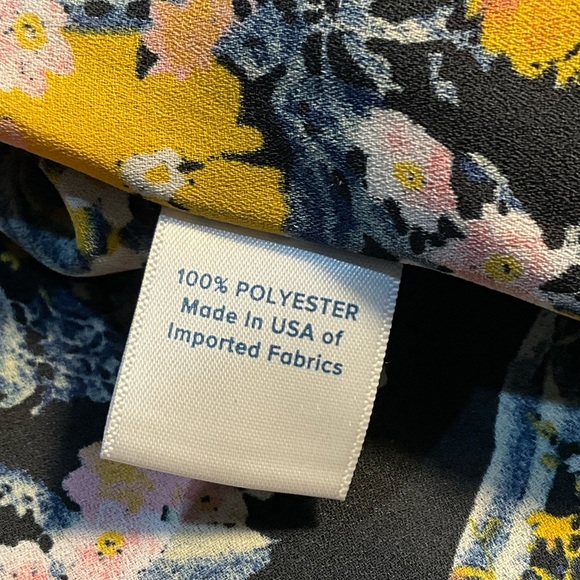 100% POLYESTER
Made In USA of
Imported Fabrics